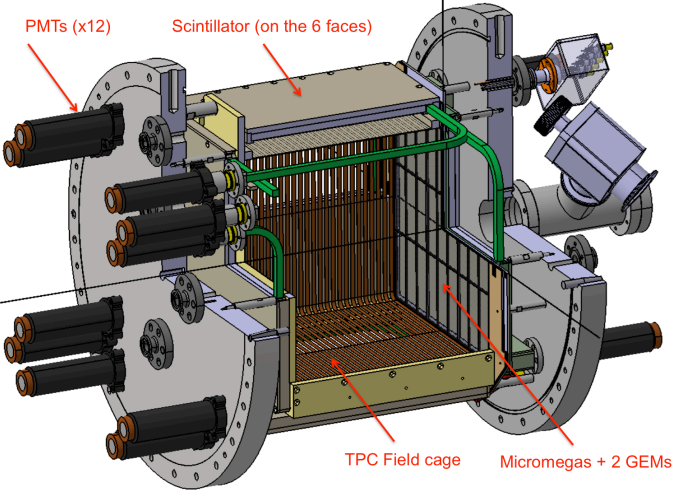 PMTs (x12)
Scintillator (on the 6 faces)
TPC Field cage
Micromegas + 2 GEMs